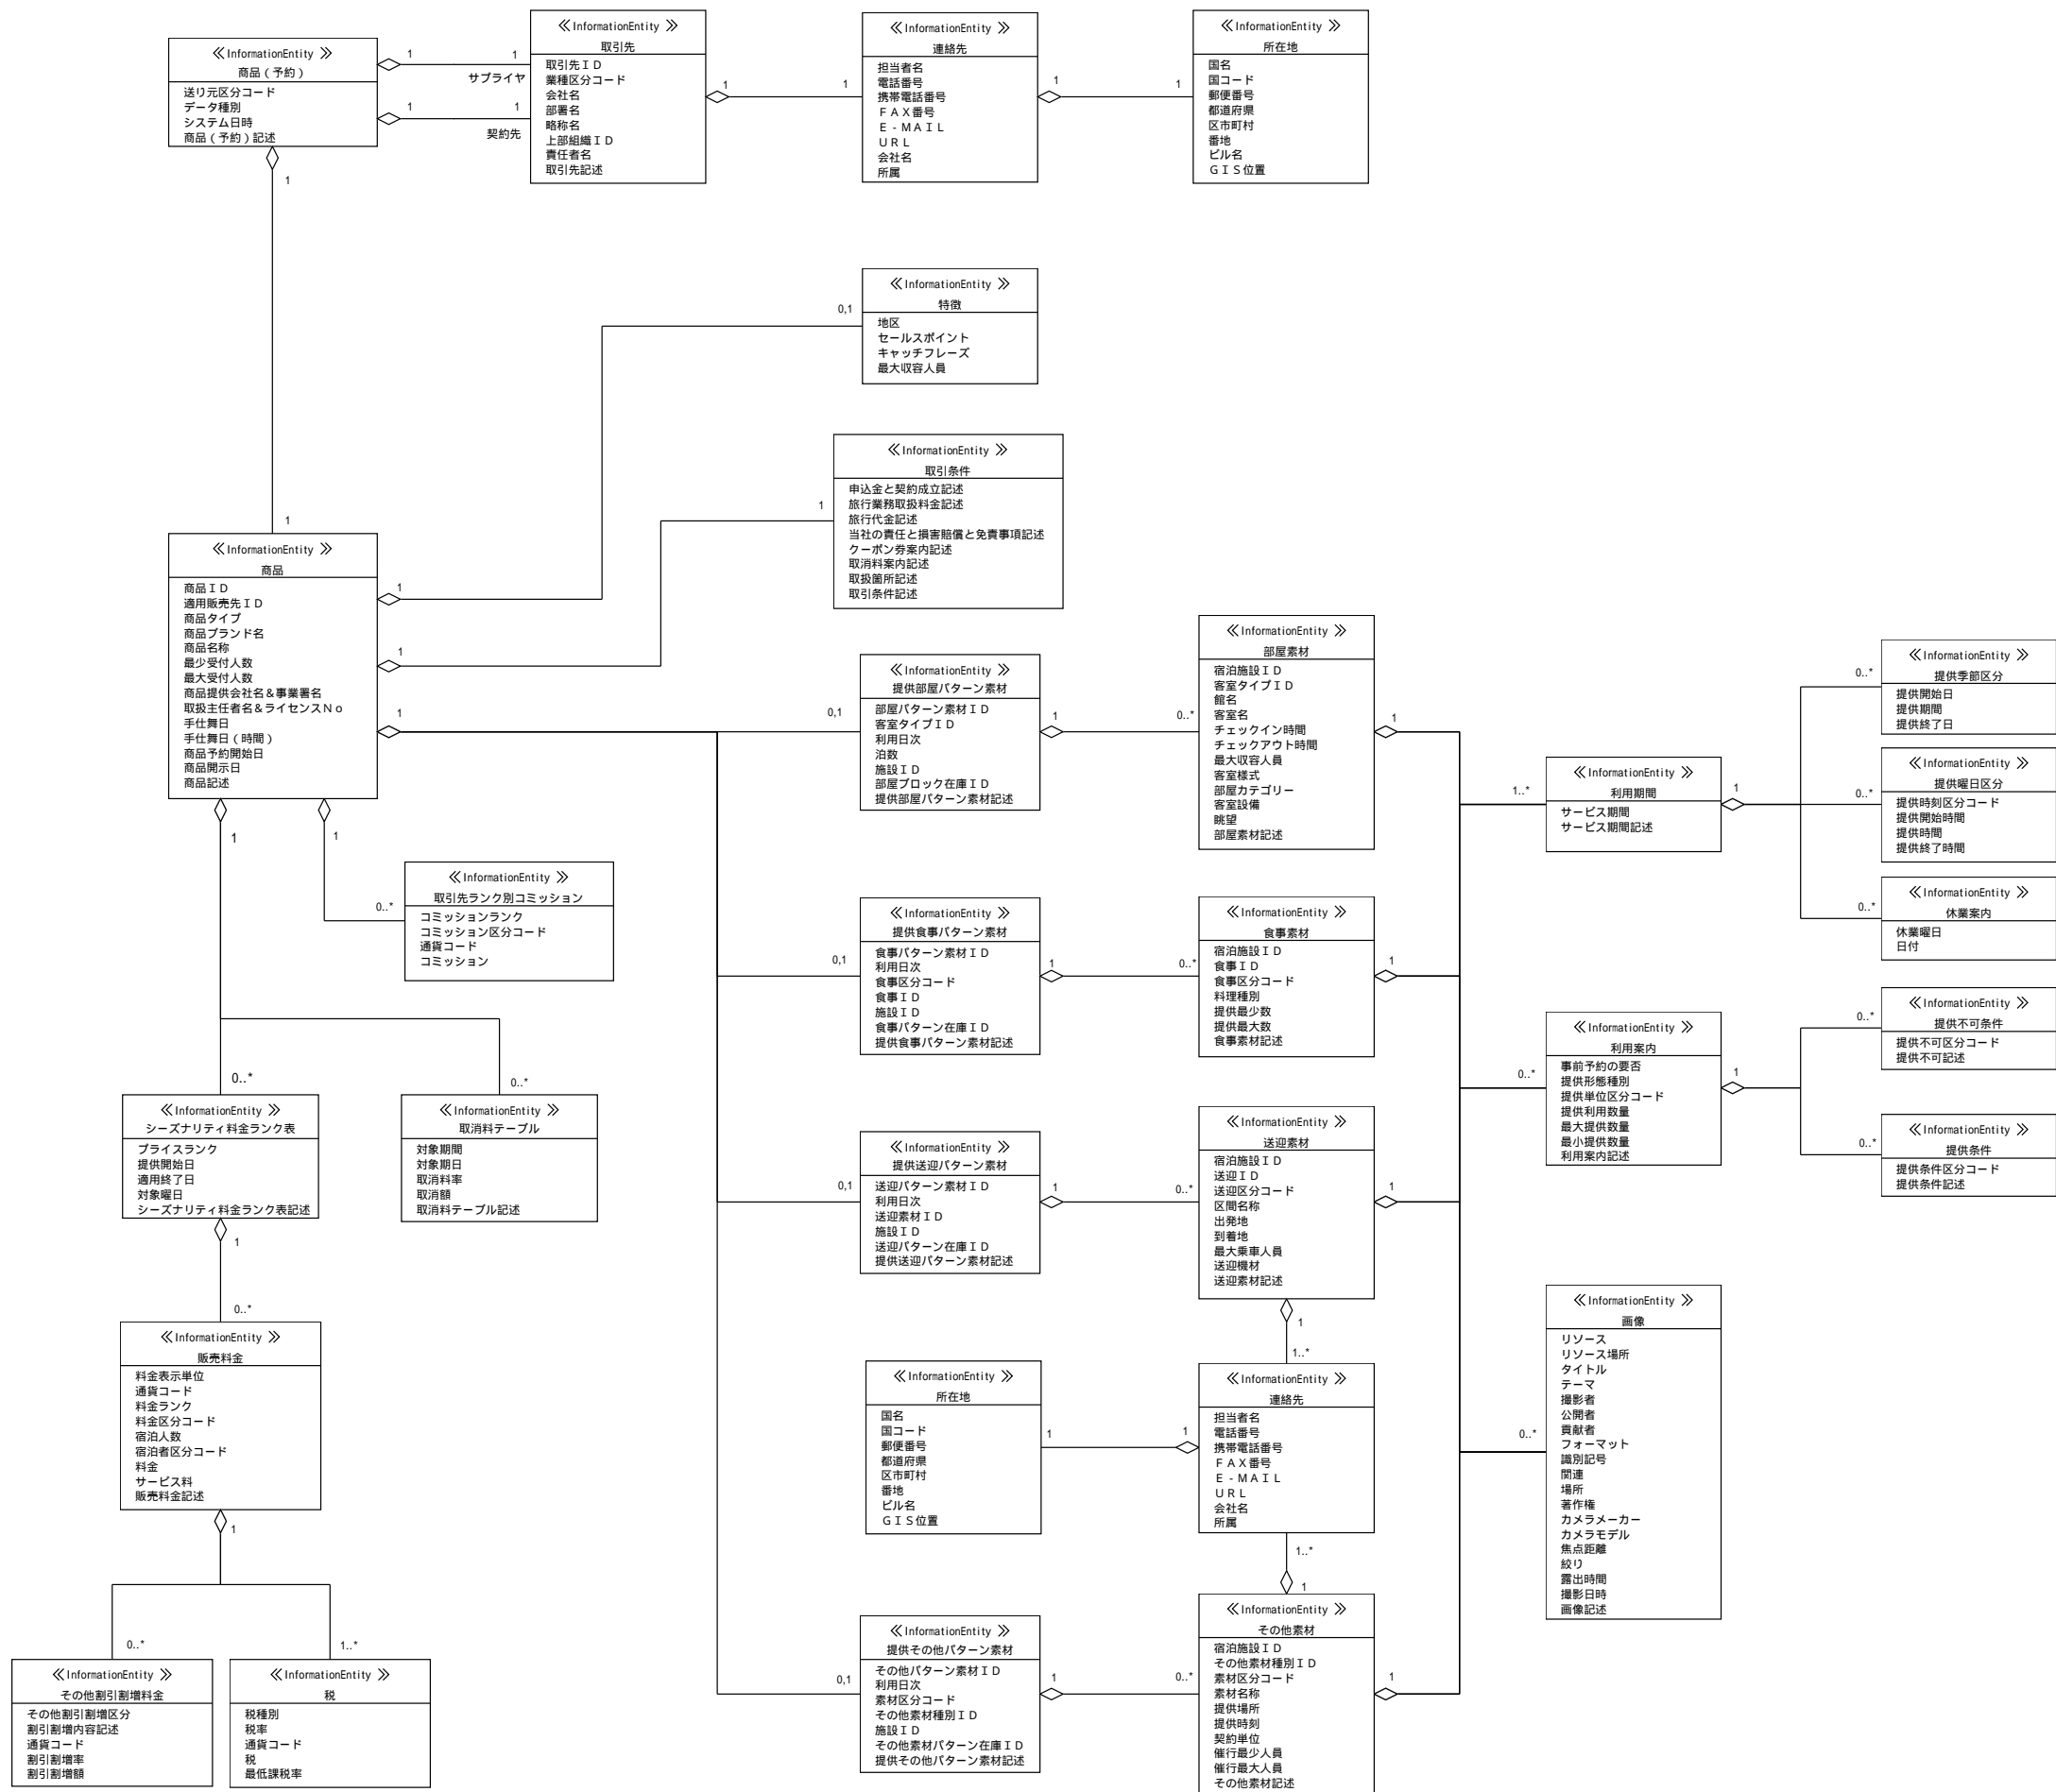 ≪InformationEntity ≫
商品（予約）
送り元区分コード
データ種別
システム日時
商品（予約）記述
1
1
サプライヤ
1
1
契約先
1
≪InformationEntity ≫
取引先
取引先ＩＤ
業種区分コード
会社名
部署名
略称名
上部組織ＩＤ
責任者名
取引先記述
1
1
≪InformationEntity ≫
連絡先
担当者名
電話番号
携帯電話番号
ＦＡＸ番号
Ｅ-ＭＡＩＬ
ＵＲＬ
会社名
所属
1
1
≪InformationEntity ≫
所在地
国名
国コード
郵便番号
都道府県
区市町村
番地
ビル名
ＧＩＳ位置
≪InformationEntity ≫
特徴
地区
セールスポイント
キャッチフレーズ
最大収容人員
0,1
≪InformationEntity ≫
取引条件
申込金と契約成立記述
旅行業務取扱料金記述
旅行代金記述
当社の責任と損害賠償と免責事項記述
クーポン券案内記述
取消料案内記述
取扱箇所記述
取引条件記述
1
1
≪InformationEntity ≫
商品
商品ＩＤ
適用販売先ＩＤ
商品タイプ
商品ブランド名
商品名称
最少受付人数
最大受付人数
商品提供会社名＆事業署名
取扱主任者名＆ライセンスＮｏ
手仕舞日
手仕舞日（時間）
商品予約開始日
商品開示日
商品記述
1
1
1
1
1
≪InformationEntity ≫
取引先ランク別コミッション
コミッションランク
コミッション区分コード
通貨コード
コミッション
0..*
0..*
≪InformationEntity ≫
シーズナリティ料金ランク表
プライスランク
提供開始日
適用終了日
対象曜日
シーズナリティ料金ランク表記述
1
0..*
≪InformationEntity ≫
取消料テーブル
対象期間
対象期日
取消料率
取消額
取消料テーブル記述
0..*
≪InformationEntity ≫
販売料金
料金表示単位
通貨コード
料金ランク
料金区分コード
宿泊人数
宿泊者区分コード
料金
サービス料
販売料金記述
1
0..*
≪InformationEntity ≫
その他割引割増料金
その他割引割増区分
割引割増内容記述
通貨コード
割引割増率
割引割増額
1..*
≪InformationEntity ≫
税
税種別
税率
通貨コード
税
最低課税率
0,1
≪InformationEntity ≫
提供部屋パターン素材
部屋パターン素材ＩＤ
客室タイプＩＤ
利用日次
泊数
施設ＩＤ
部屋ブロック在庫ＩＤ
提供部屋パターン素材記述
1
0..*
≪InformationEntity ≫
部屋素材
宿泊施設ＩＤ
客室タイプＩＤ
館名
客室名
チェックイン時間
チェックアウト時間
最大収容人員
客室様式
部屋カテゴリー
客室設備
眺望
部屋素材記述
1
0,1
≪InformationEntity ≫
提供食事パターン素材
食事パターン素材ＩＤ
利用日次
食事区分コード
食事ＩＤ
施設ＩＤ
食事パターン在庫ＩＤ
提供食事パターン素材記述
1
0..*
≪InformationEntity ≫
食事素材
宿泊施設ＩＤ
食事ＩＤ
食事区分コード
料理種別
提供最少数
提供最大数
食事素材記述
1
0,1
≪InformationEntity ≫
提供送迎パターン素材
送迎パターン素材ＩＤ
利用日次
送迎素材ＩＤ
施設ＩＤ
送迎パターン在庫ＩＤ
提供送迎パターン素材記述
1
0..*
≪InformationEntity ≫
送迎素材
宿泊施設ＩＤ
送迎ＩＤ
送迎区分コード
区間名称
出発地
到着地
最大乗車人員
送迎機材
送迎素材記述
1
1
1..*
≪InformationEntity ≫
所在地
国名
国コード
郵便番号
都道府県
区市町村
番地
ビル名
ＧＩＳ位置
1
1
≪InformationEntity ≫
連絡先
担当者名
電話番号
携帯電話番号
ＦＡＸ番号
Ｅ-ＭＡＩＬ
ＵＲＬ
会社名
所属
1..*
1
0,1
≪InformationEntity ≫
提供その他パターン素材
その他パターン素材ＩＤ
利用日次
素材区分コード
その他素材種別ＩＤ
施設ＩＤ
その他素材パターン在庫ＩＤ
提供その他パターン素材記述
1
0..*
≪InformationEntity ≫
その他素材
宿泊施設ＩＤ
その他素材種別ＩＤ
素材区分コード
素材名称
提供場所
提供時刻
契約単位
催行最少人員
催行最大人員
その他素材記述
1
1..*
≪InformationEntity ≫
利用期間
サービス期間
サービス期間記述
1
0..*
≪InformationEntity ≫
提供季節区分
提供開始日
提供期間
提供終了日
0..*
≪InformationEntity ≫
提供曜日区分
提供時刻区分コード
提供開始時間
提供時間
提供終了時間
0..*
≪InformationEntity ≫
休業案内
休業曜日
日付
0..*
≪InformationEntity ≫
利用案内
事前予約の要否
提供形態種別
提供単位区分コード
提供利用数量
最大提供数量
最小提供数量
利用案内記述
1
0..*
≪InformationEntity ≫
提供不可条件
提供不可区分コード
提供不可記述
0..*
≪InformationEntity ≫
提供条件
提供条件区分コード
提供条件記述
0..*
≪InformationEntity ≫
画像
リソース
リソース場所
タイトル
テーマ
撮影者
公開者
貢献者
フォーマット
識別記号
関連
場所
著作権
カメラメーカー
カメラモデル
焦点距離
絞り
露出時間
撮影日時
画像記述